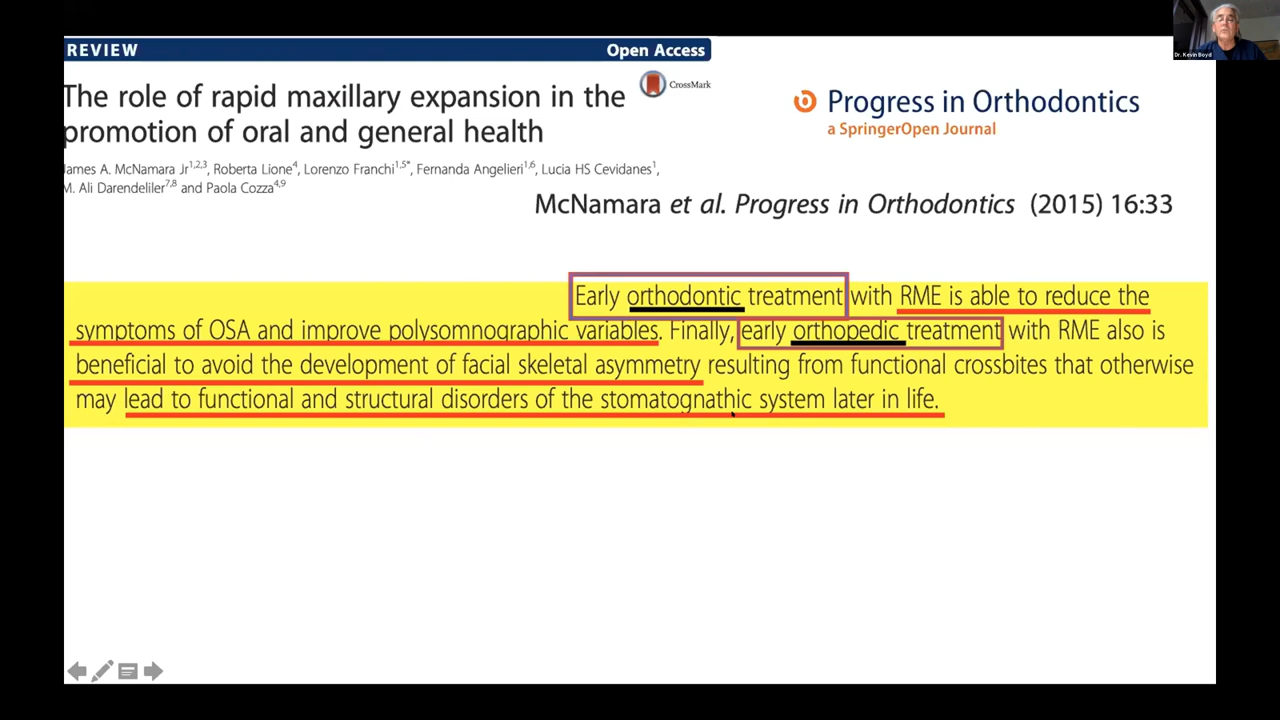 Dr. Kevin Boyd
REVIEW
Open Access
The role of rapid maxillary expansion in the
promotion of oral and general health
CrossMark
Progress in Orthodontics
a SpringerOpen Journal
James A. McNamara Jr1,2,3, Roberta Lione4, Lorenzo Franchi1,5*, Fernanda Angelieri1,6, Lucia HS Cevidanes1,
M. Ali Darendeliler7,8 and Paola Cozza4,9
McNamara et al. Progress in Orthodontics (2015) 16:33
Early orthodontic treatment with RME is able to reduce the
symptoms of OSA and improve polysomnographic variables. Finally, early orthopedic treatment with RME also is
beneficial to avoid the development of facial skeletal asymmetry resulting from functional crossbites that otherwise
may lead to functional and structural disorders of the stomatognathic system later in life.